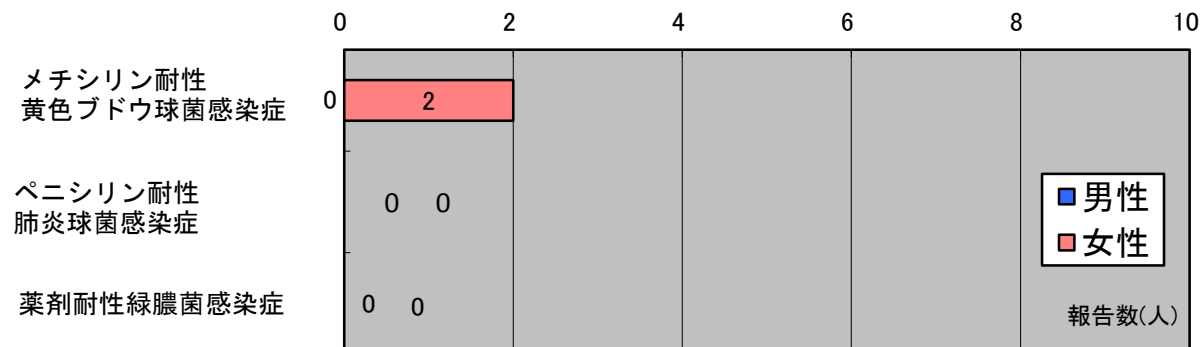 0 2 4 6 8 10
メチシリン耐性
黄色ブドウ球菌感染症
0 2
ペニシリン耐性
肺炎球菌感染症
0 0
薬剤耐性緑膿菌感染症
0 0
男性
女性
報告数(人)